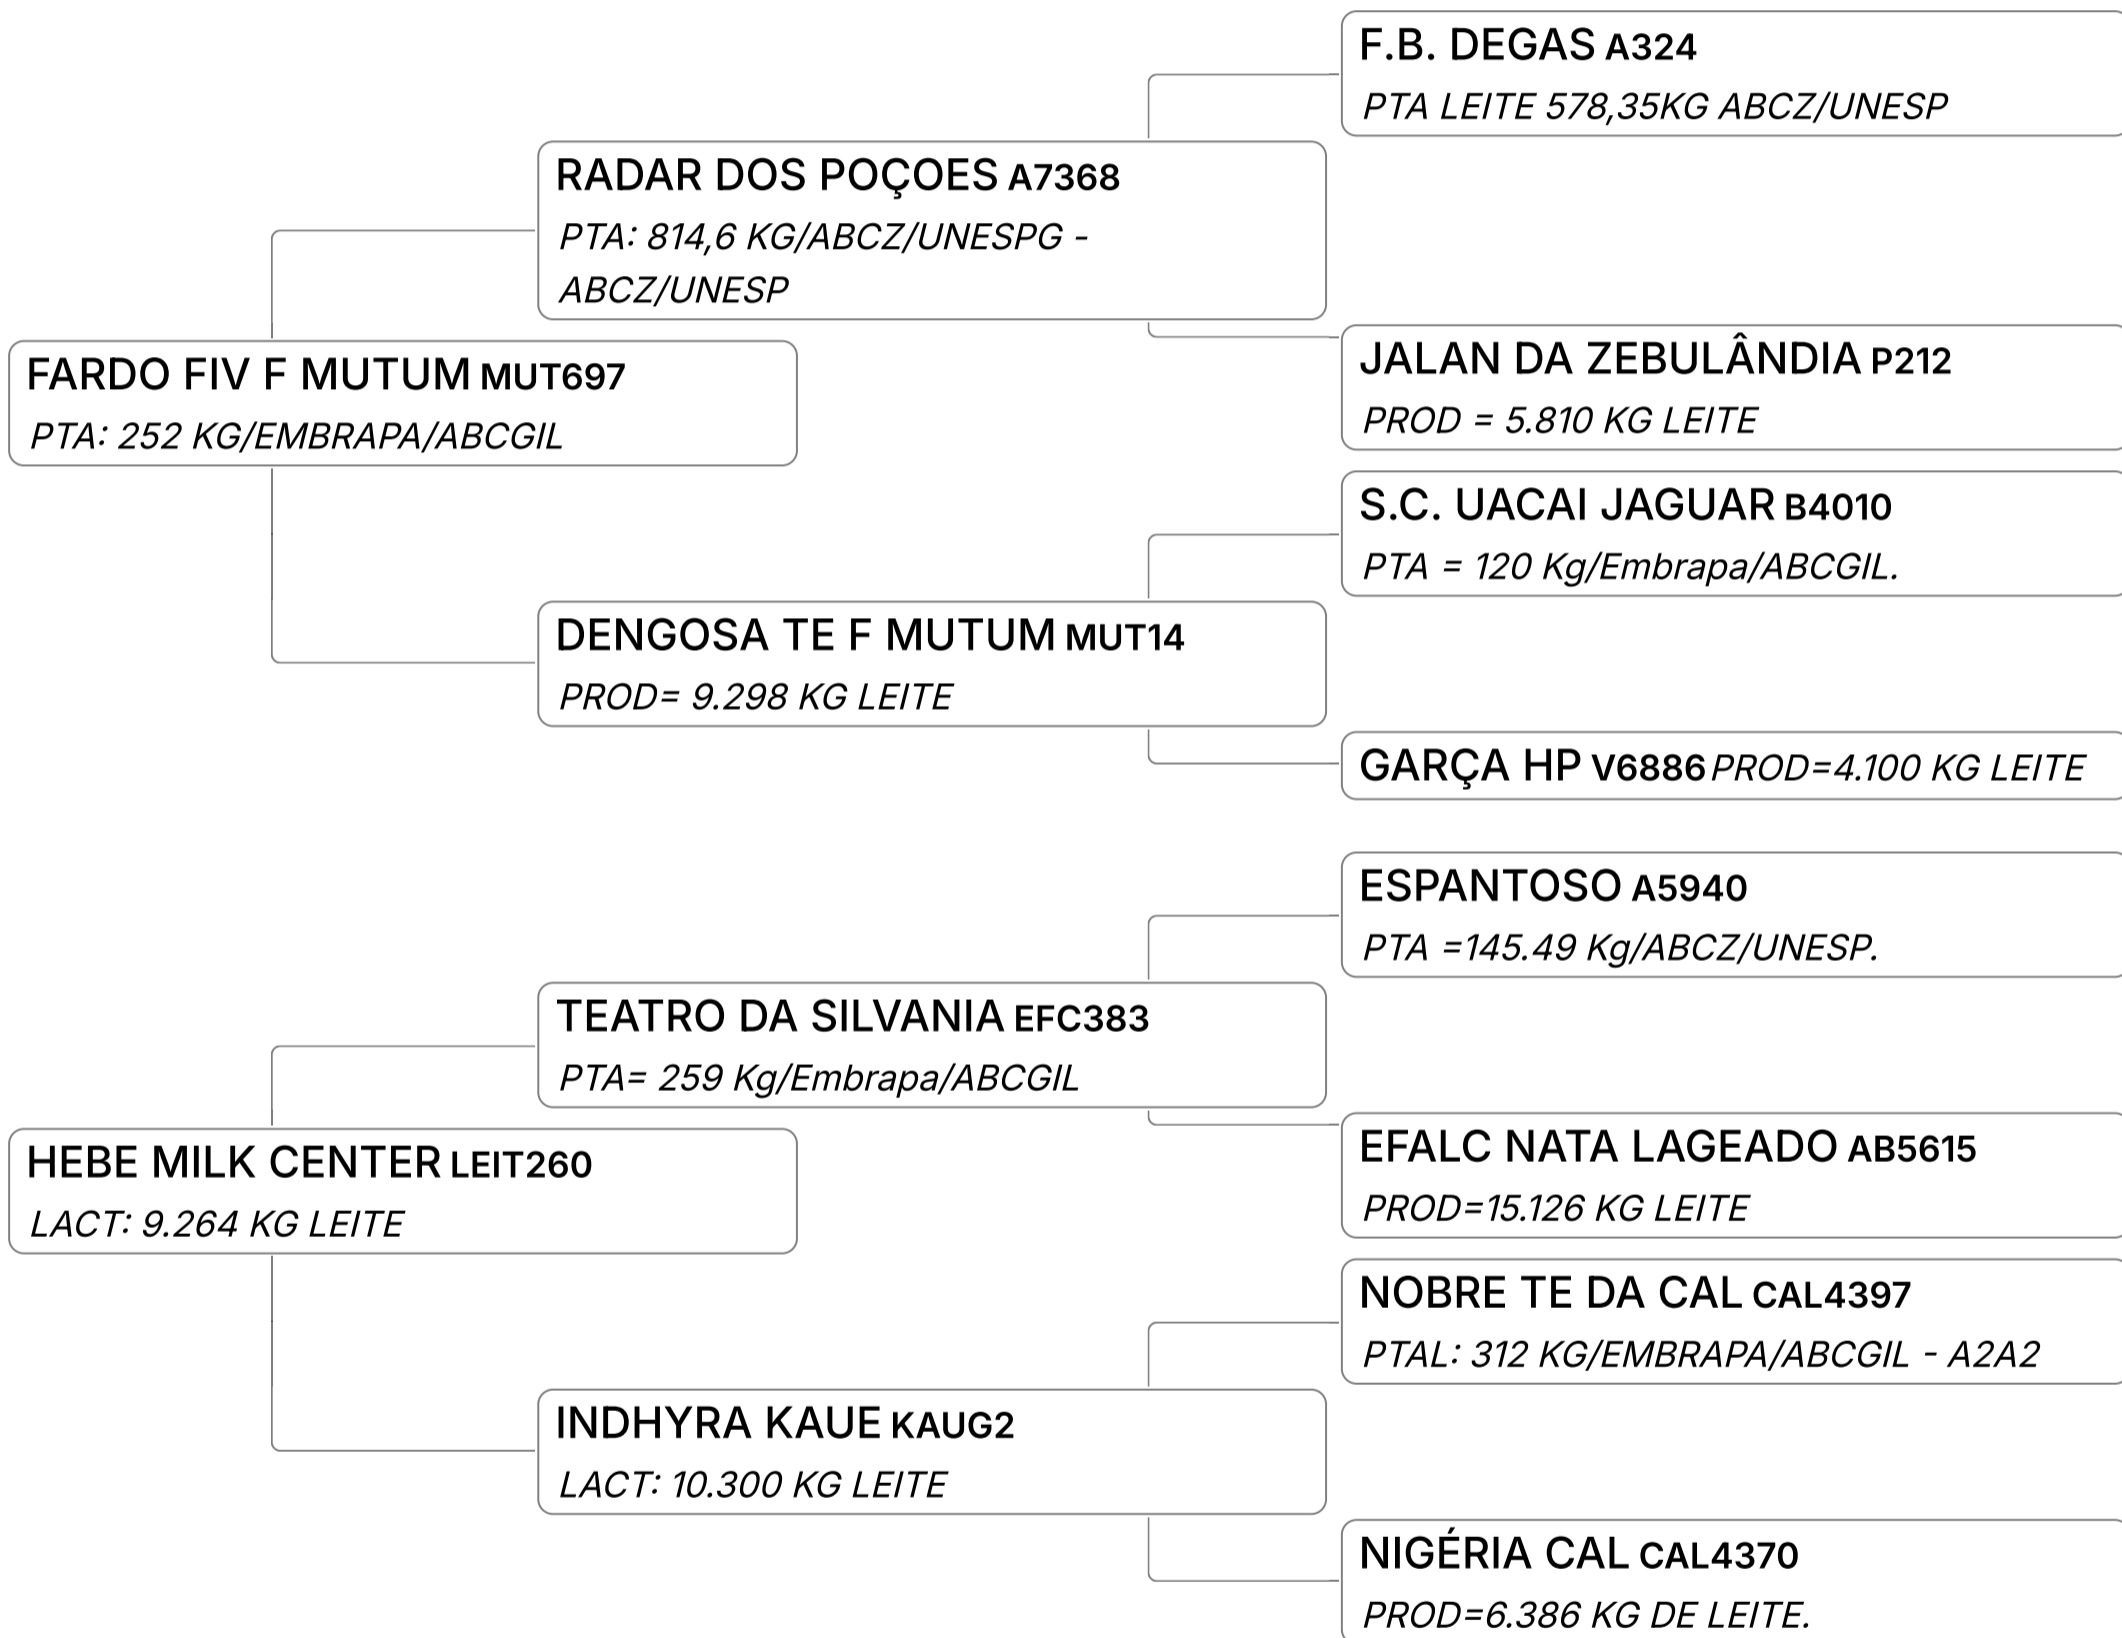 F.B. DEGAS A324
PTA LEITE 578,35KG ABCZ/UNESP
RADAR DOS POÇOES A7368
PTA: 814,6 KG/ABCZ/UNESPG -
ABCZ/UNESP
JALAN DA ZEBULÂNDIA P212
PROD = 5.810 KG LEITE
FARDO FIV F MUTUM MUT697
PTA: 252 KG/EMBRAPA/ABCGIL
S.C. UACAI JAGUAR B4010
PTA = 120 Kg/Embrapa/ABCGIL.
DENGOSA TE F MUTUM MUT14
PROD= 9.298 KG LEITE
GARÇA HP V6886 PROD=4.100 KG LEITE
ESPANTOSO A5940
PTA =145.49 Kg/ABCZ/UNESP.
TEATRO DA SILVANIA EFC383
PTA= 259 Kg/Embrapa/ABCGIL
EFALC NATA LAGEADO AB5615
PROD=15.126 KG LEITE
HEBE MILK CENTER LEIT260
LACT: 9.264 KG LEITE
NOBRE TE DA CAL CAL4397
PTAL: 312 KG/EMBRAPA/ABCGIL - A2A2
INDHYRA KAUE KAUG2
LACT: 10.300 KG LEITE
NIGÉRIA CAL CAL4370
PROD=6.386 KG DE LEITE.